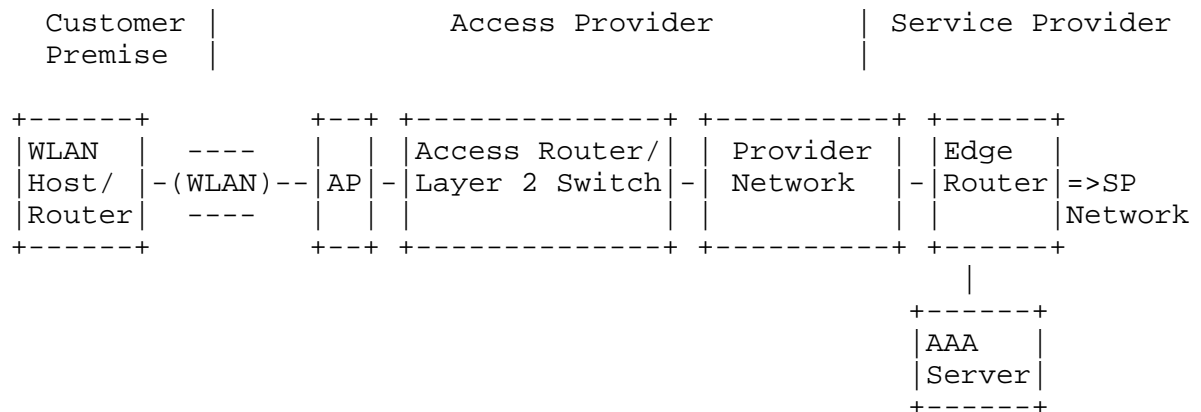 Customer | Access Provider | Service Provider
Premise | |
+------+ +--+ +--------------+ +----------+ +------+
|WLAN | ---- | | |Access Router/| | Provider | |Edge |
|Host/ |-(WLAN)--|AP|-|Layer 2 Switch|-| Network |-|Router|=>SP
|Router| ---- | | | | | | | |Network
+------+ +--+ +--------------+ +----------+ +------+
|
+------+
|AAA |
|Server|
+------+